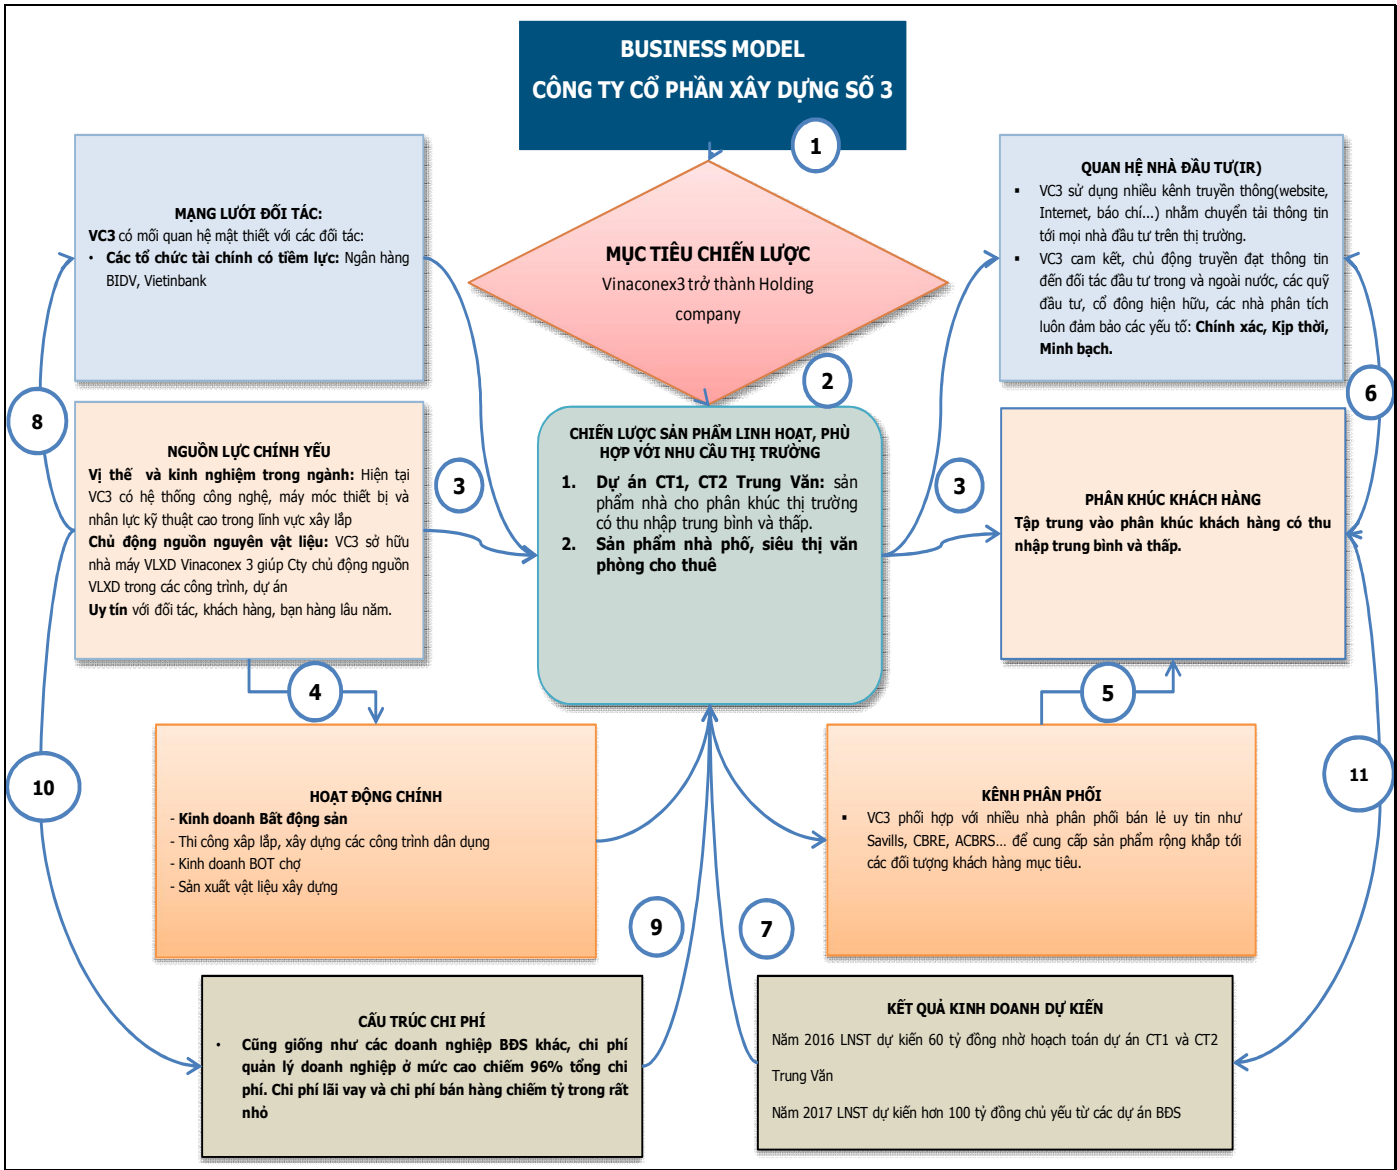 BUSINESS MODEL
CÔNG TY CỔ PHẦN XÂY DỰNG SỐ 3
1
MỤC TIÊU CHIẾN LƯỢC
Vinaconex3 trở thành Holding
company
2
MẠNG LƯỚI ĐỐI TÁC:
VC3 có mối quan hệ mật thiết với các đối tác:
• Các tổ chức tài chính có tiềm lực: Ngân hàng
BIDV, Vietinbank
QUAN HỆ NHÀ ĐẦU TƯ(IR)
▪ VC3 sử dụng nhiều kênh truyền thông(website,
Internet, báo chí...) nhằm chuyển tải thông tin
tới mọi nhà đầu tư trên thị trường.
▪ VC3 cam kết, chủ động truyền đạt thông tin
đến đối tác đầu tư trong và ngoài nước, các quỹ
đầu tư, cổ đông hiện hữu, các nhà phân tích
luôn đảm bảo các yếu tố: Chính xác, Kịp thời,
Minh bạch.
8
6
NGUỒN LỰC CHÍNH YẾU
Vị thế và kinh nghiệm trong ngành: Hiện tại
VC3 có hệ thống công nghệ, máy móc thiết bị và
nhân lực kỹ thuật cao trong lĩnh vực xây lắp
Chủ động nguồn nguyên vật liệu: VC3 sở hữu
nhà máy VLXD Vinaconex 3 giúp Cty chủ động nguồn
VLXD trong các công trình, dự án
Uy tín với đối tác, khách hàng, bạn hàng lâu năm.
3
CHIẾN LƯỢC SẢN PHẨM LINH HOẠT, PHÙ
HỢP VỚI NHU CẦU THỊ TRƯỜNG
1. Dự án CT1, CT2 Trung Văn: sản
phẩm nhà cho phân khúc thị trường
có thu nhập trung bình và thấp.
2. Sản phẩm nhà phố, siêu thị văn
phòng cho thuê
3
PHÂN KHÚC KHÁCH HÀNG
Tập trung vào phân khúc khách hàng có thu
nhập trung bình và thấp.
4
5
10
11
HOẠT ĐỘNG CHÍNH
- Kinh doanh Bất động sản
- Thi công xâp lắp, xây dựng các công trình dân dụng
- Kinh doanh BOT chợ
- Sản xuất vật liệu xây dựng
KÊNH PHÂN PHỐI
▪ VC3 phối hợp với nhiều nhà phân phối bán lẻ uy tin như
Savills, CBRE, ACBRS... để cung cấp sản phẩm rộng khắp tới
các đối tượng khách hàng mục tiêu.
9
7
CẤU TRÚC CHI PHÍ
• Cũng giống như các doanh nghiệp BĐS khác, chi phí
quản lý doanh nghiệp ở mức cao chiếm 96% tổng chi
phí. Chi phí lãi vay và chi phí bán hàng chiếm tỷ trong rất
nhỏ
KẾT QUẢ KINH DOANH DỰ KIẾN
Năm 2016 LNST dự kiến 60 tỷ đồng nhờ hoạch toán dự án CT1 và CT2
Trung Văn
Năm 2017 LNST dự kiến hơn 100 tỷ đồng chủ yếu từ các dự án BĐS